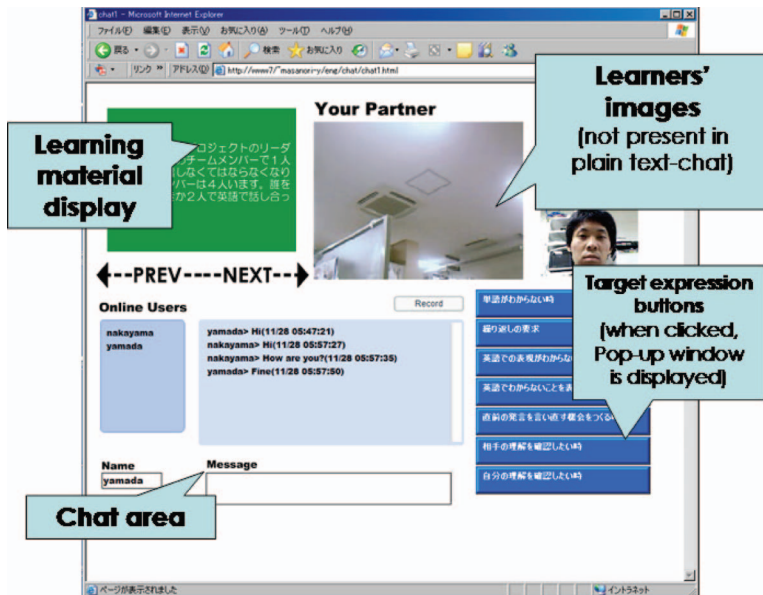 chat1 - Microsoft Internet Explorer
ファイル(F) 編集(E) 表示(V) お気に入り(A) ツール(T) ヘルプ(H)
戻る 検索 お気に入り
リンク » アドレス(D) http://www7/~masanori-y/eng/chat/chat1.html
Learners'
images
(not present in
plain text-chat)
Your Partner
Learning
material
display
ロジェクトのリーダ
のチームメンバーで1人
しなくてはならなくなり
ンバーは4人います。誰を
か2人で英語で話し合っ
---PREV----NEXT---
Target expression
buttons
(when clicked,
Pop-up window
is displayed)
Online Users
Record
nakayama
yamada
yamada> Hi(11/28 05:47:21)
nakayama> Hi(11/28 05:57:27)
nakayama> How are you?(11/28 05:57:35)
yamada> Fine(11/28 05:57:50)
単語がわからない時
繰り返しの要求
英語での表現がわからな
英語でわからないことを
直前の発言を言い直す機会をつくる
相手の理解を確認したい時
自分の理解を確認したい時
Name
yamada
Message
Chat area
ページが表示されました
イントラネット